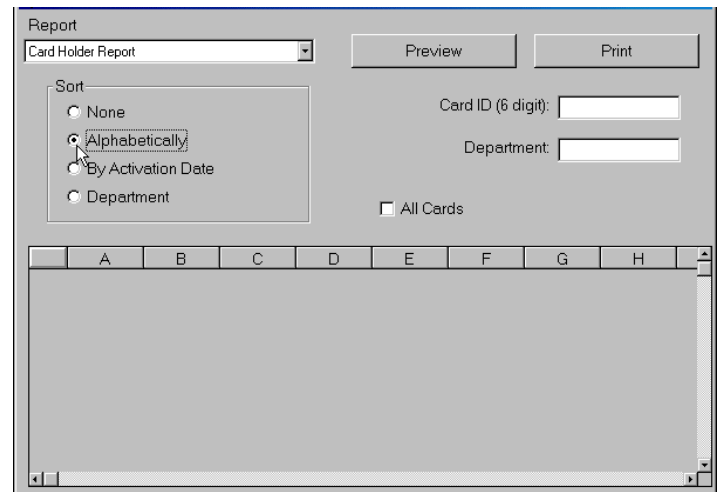 Report
Card Holder Report
Preview
Print
Sort
None
Alphabetically
By Activation Date
Department
Card ID (6 digit):
Department:
All Cards
A B C D E F G H